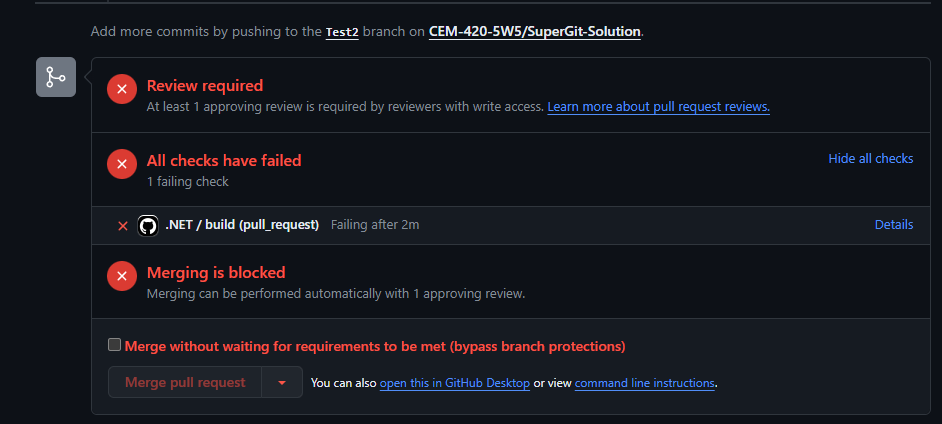 Add more commits by pushing to the Test2 branch on CEM-420-5W5/SuperGit-Solution.
Review required
At least 1 approving review is required by reviewers with write access. Learn more about pull request reviews.
All checks have failed
Hide all checks
1 failing check
.NET / build (pull_request) Failing after 2m
Details
Merging is blocked
Merging can be performed automatically with 1 approving review.
Merge without waiting for requirements to be met (bypass branch protections)
Merge pull request
You can also open this in GitHub Desktop or view command line instructions.